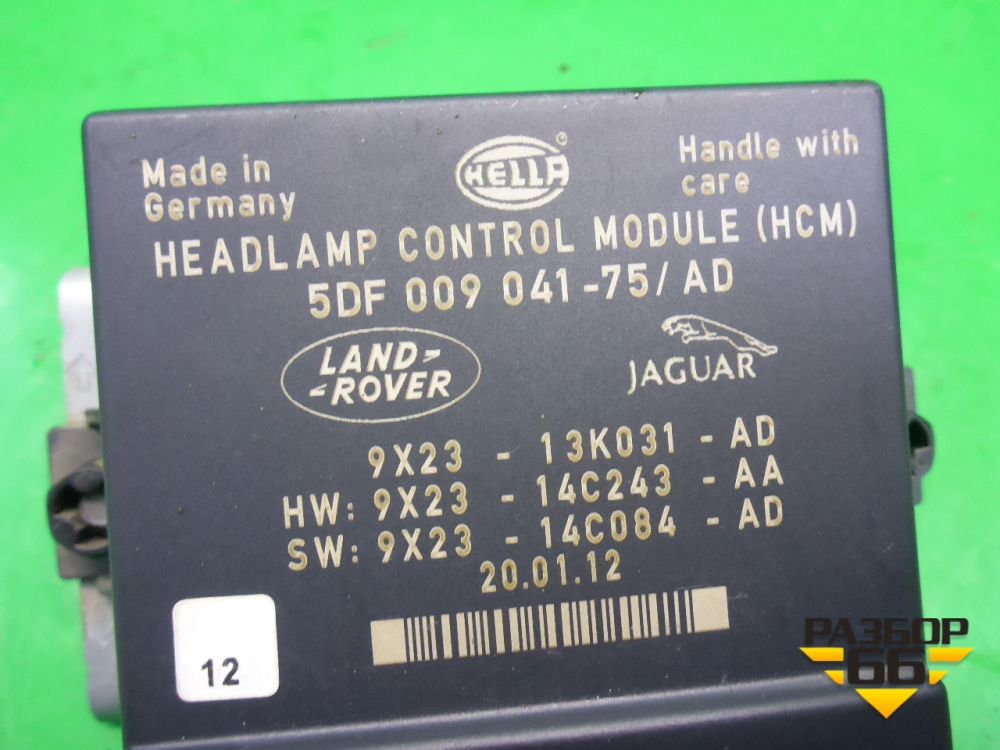 Made in
Germany
HELLA
Handle with
care
HEADLAMP CONTROL MODULE (HCM)
5DF 009 041-75/AD
LAND-
-ROVER
JAGUAR
9X23 - 13K031 - AD
HW: 9X23 - 14C243 - AA
SW: 9X23 - 14C084 - AD
20.01.12
12
РАЗБОР
66